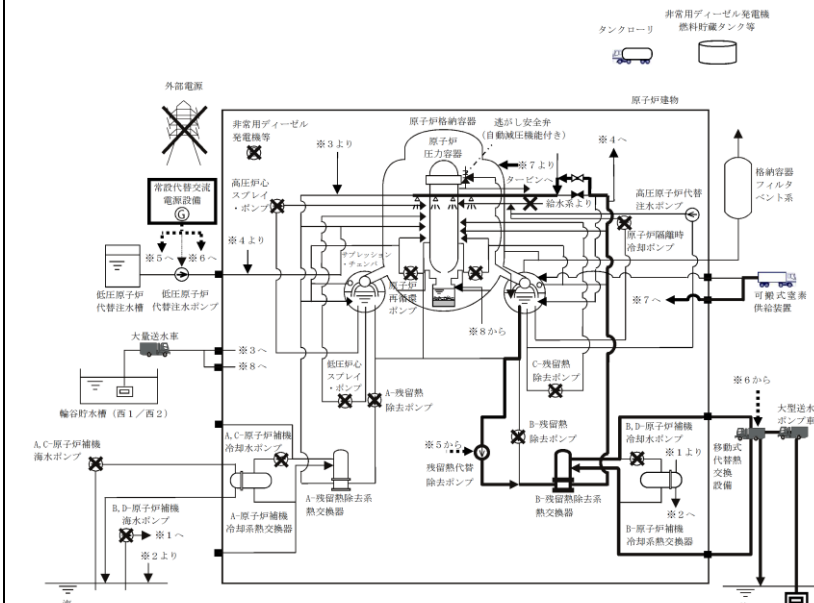 非常用ディーゼル発電機
燃料貯蔵タンク等
タンクローリ
外部電源
原子炉建物
非常用ディーゼル
発電機等
※3より
原子炉格納容器
原子炉
圧力容器
逃がし安全弁
(自動減圧機能付き)
※7より
タービンへ
※4へ
格納容器
フィルタ
ベント系
常設代替交流
電源設備
G
※5へ
※6へ
高圧炉心
スプレイ
・ポンプ
給水系より
高圧原子炉代替
注水ポンプ
原子炉隔離時
冷却ポンプ
※4より
低圧原子炉
代替注水槽
低圧原子炉
代替注水ポンプ
サプレッション
・チェンバ
原子炉
再循環
ポンプ
※8から
※7へ
可搬式窒素
供給装置
大量送水車
※3へ
※8へ
輪谷貯水槽(西1/西2)
低圧炉心
スプレイ
・ポンプ
A-残留熱
除去ポンプ
C-残留熱
除去ポンプ
B-残留熱
除去ポンプ
※5から
残留熱代替
除去ポンプ
※6から
大型送水
ポンプ車
移動式
代替熱
交換
設備
A,C-原子炉補機
海水ポンプ
A,C-原子炉補機
冷却水ポンプ
B,D-原子炉補機
冷却水ポンプ
※1より
※2へ
A-原子炉補機
冷却系熱交換器
A-残留熱除去系
熱交換器
B-残留熱除去系
熱交換器
B-原子炉補機
冷却系熱交換器
B,D-原子炉補機
海水ポンプ
※1へ
※2より